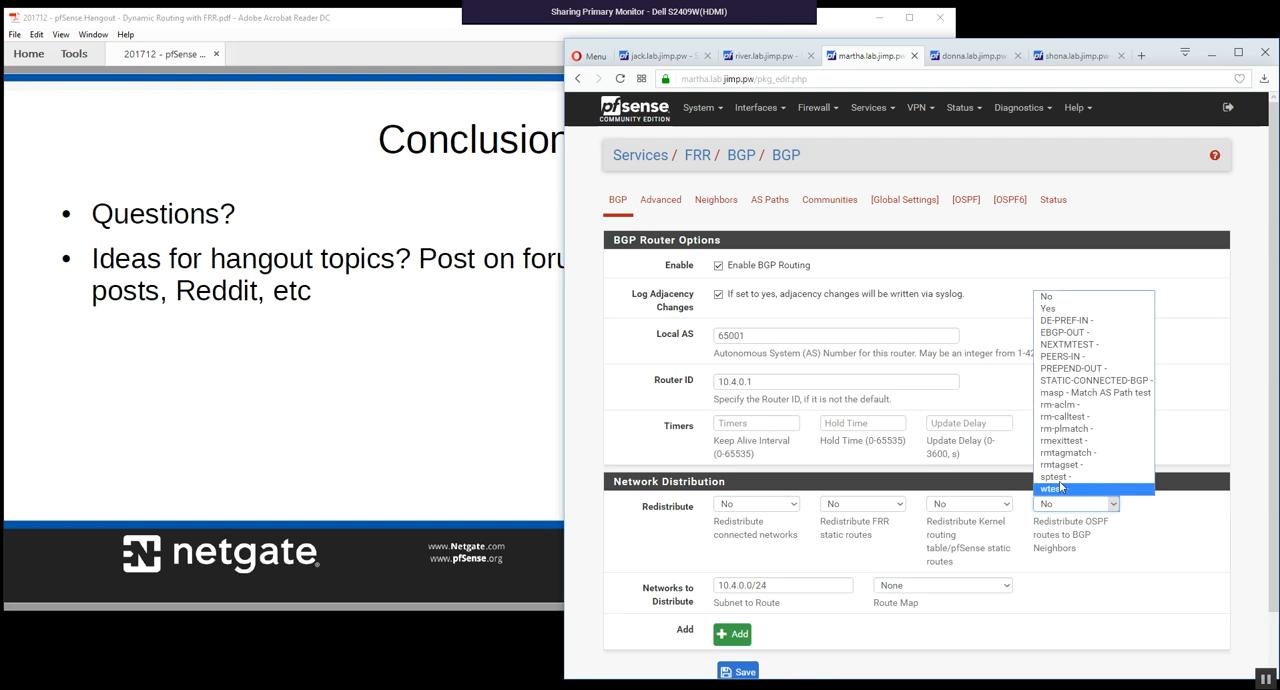 Sharing Primary Monitor - Dell S2409W(HDMI)
201712 - pfSense Hangout - Dynamic Routing with FRR.pdf - Adobe Acrobat Reader DC
File Edit View Window Help
Home Tools 201712 - pfSense ... ×
Conclusion
• Questions?
• Ideas for hangout topics? Post on foru
posts, Reddit, etc
netgate®
www.Netgate.com
www.pfSense.org
Menu jack.lab.jimp.pw - S river.lab.jimp.pw - martha.lab.jimp.pw donna.lab.jimp.pw shona.lab.jimp.pw
martha.lab.jimp.pw/pkg_edit.php
pfsense
COMMUNITY EDITION
System Interfaces Firewall Services VPN Status Diagnostics Help
Services / FRR / BGP / BGP
BGP Advanced Neighbors AS Paths Communities [Global Settings] [OSPF] [OSPF6] Status
BGP Router Options
Enable Enable BGP Routing
Log Adjacency If set to yes, adjacency changes will be written via syslog.
Changes
Local AS 65001
Autonomous System (AS) Number for this router. May be an integer from 1-42
Router ID 10.4.0.1
Specify the Router ID, if it is not the default.
Timers Timers Hold Time Update Delay
Keep Alive Interval Hold Time (0-65535) Update Delay (0-
(0-65535) 3600, s)
No
Yes
DE-PREF-IN -
EBGP-OUT -
NEXTMTEST -
PEERS-IN -
PREPEND-OUT -
STATIC-CONNECTED-BGP -
masp - Match AS Path test
rm-aclm -
rm-calltest -
rm-plmatch -
rmexittest -
rmtagmatch -
rmtagset -
sptest -
Network Distribution
Redistribute No No No No
Redistribute Redistribute FRR Redistribute Kernel Redistribute OSPF
connected networks static routes routing routes to BGP
table/pfSense static Neighbors
routes
Networks to 10.4.0.0/24 None
Distribute Subnet to Route Route Map
Add + Add
Save